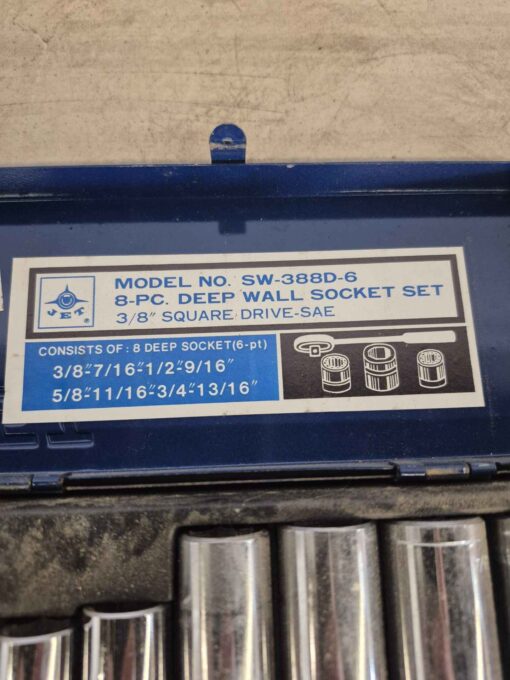 MODEL NO. SW-388D-6
8-PC. DEEP WALL SOCKET SET
3/8" SQUARE DRIVE-SAE
JET®
CONSISTS OF: 8 DEEP SOCKET(6-pt)
3/8"-7/16"-1/2"-9/16"
5/8"-11/16"-3/4"-13/16"